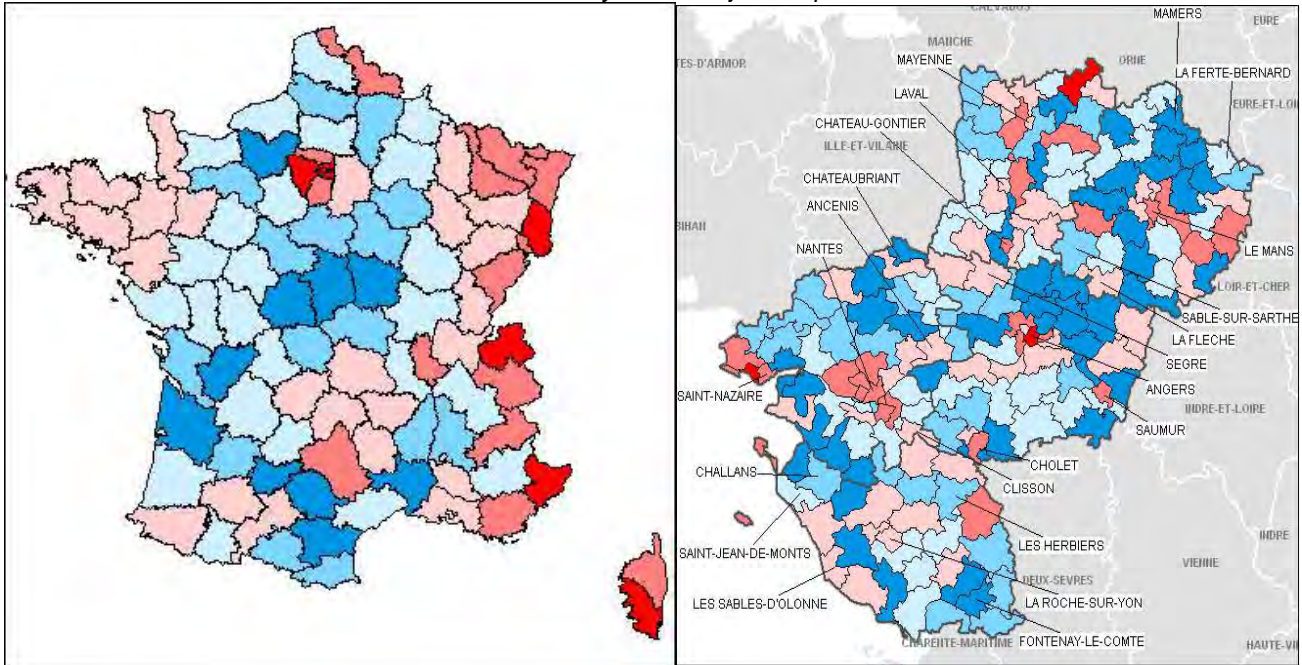 CALVADOS
MAMERS
EURE
MANCHE
ORNE
MAYENNE
TES-D'ARMOR
LA FERTE-BERNARD
LAVAL
EURE-ET-LOI
CHATEAU-GONTIER
ILLE-ET-VILAINE
CHATEAUBRIANT
ANCENIS
BIHAN
NANTES
LE MANS
LOIR-ET-CHER
SABLE-SUR-SARTHE
LA FLECHE
SEGRE
SAINT-NAZAIRE
ANGERS
INDRE-ET-LOIRE
SAUMUR
CHOLET
CHALLANS
CLISSON
LES HERBIERS
INDRE
SAINT-JEAN-DE-MONTS
VIENNE
DEUX-SEVRES
LES SABLES-D'OLONNE
LA ROCHE-SUR-YON
CHARENTE-MARITIME
FONTENAY-LE-COMTE
HAUTE-VI